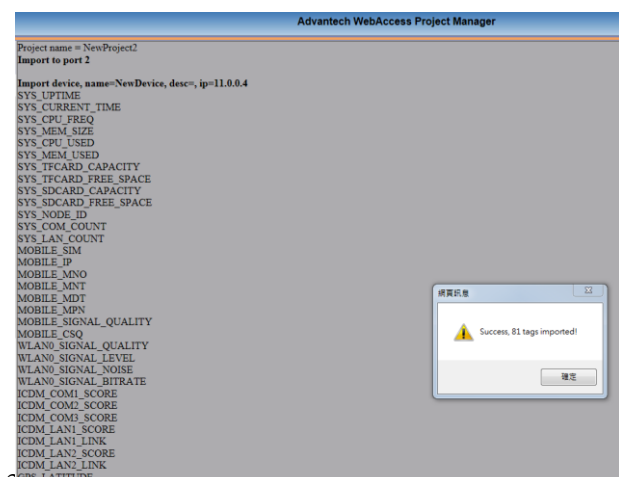 Advantech WebAccess Project Manager
Project name = NewProject2
Import to port 2
Import device, name=NewDevice, desc=, ip=11.0.0.4
SYS_UPTIME
SYS_CURRENT_TIME
SYS_CPU_FREQ
SYS_MEM_SIZE
SYS_CPU_USED
SYS_MEM_USED
SYS_TFCARD_CAPACITY
SYS_TFCARD_FREE_SPACE
SYS_SDCARD_CAPACITY
SYS_SDCARD_FREE_SPACE
SYS_NODE_ID
SYS_COM_COUNT
SYS_LAN_COUNT
MOBILE_SIM
MOBILE_IP
MOBILE_MNO
MOBILE_MNT
MOBILE_MDT
MOBILE_MPN
MOBILE_SIGNAL_QUALITY
MOBILE_CSQ
WLAN0_SIGNAL_QUALITY
WLAN0_SIGNAL_LEVEL
WLAN0_SIGNAL_NOISE
WLAN0_SIGNAL_BITRATE
ICDM_COM1_SCORE
ICDM_COM2_SCORE
ICDM_COM3_SCORE
ICDM_LAN1_SCORE
ICDM_LAN1_LINK
ICDM_LAN2_SCORE
ICDM_LAN2_LINK
GPS_LATITUDE
網頁訊息
Success, 81 tags imported!
確定